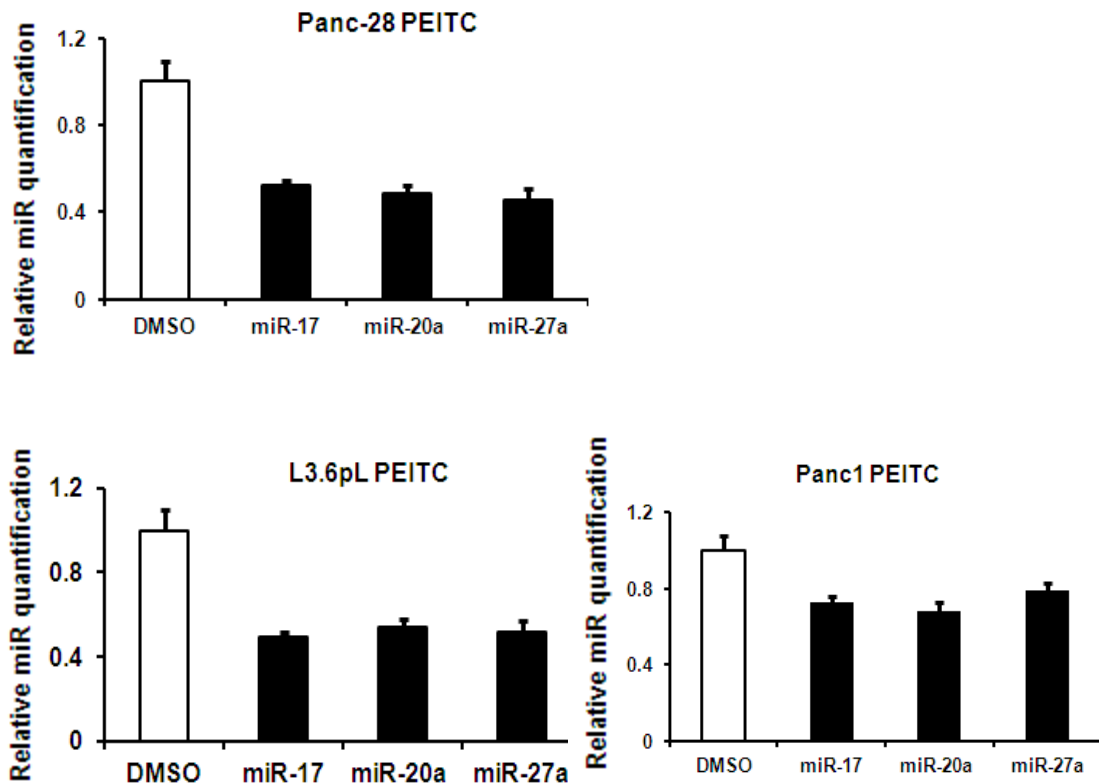 Panc-28 PEITC
Relative miR quantification
1.2
0.8
0.4
0
DMSO miR-17 miR-20a miR-27a
L3.6pL PEITC
Relative miR quantification
1.2
0.8
0.4
0
DMSO miR-17 miR-20a miR-27a
Panc1 PEITC
Relative miR quantification
1.2
0.8
0.4
0
DMSO miR-17 miR-20a miR-27a